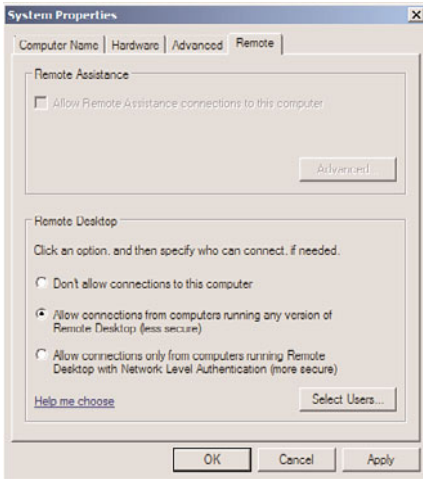 System Properties
Computer Name
Hardware
Advanced
Remote
Remote Assistance
Allow Remote Assistance connections to this computer
Advanced...
Remote Desktop
Click an option, and then specify who can connect, if needed.
Don't allow connections to this computer
Allow connections from computers running any version of
Remote Desktop (less secure)
Allow connections only from computers running Remote
Desktop with Network Level Authentication (more secure)
Help me choose
Select Users...
OK
Cancel
Apply